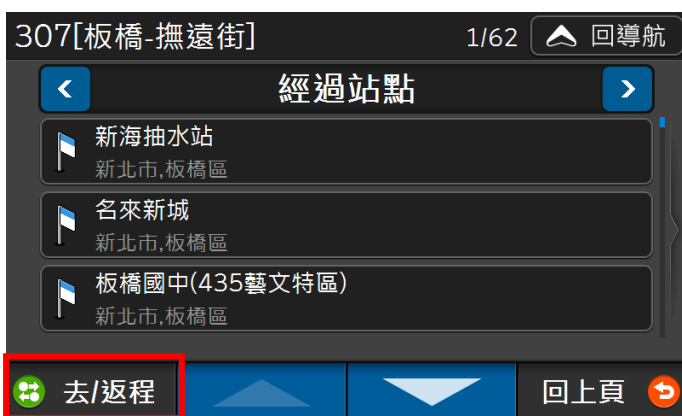 307[板橋-撫遠街] 1/62 回導航
經過站點
新海抽水站
新北市,板橋區
名來新城
新北市,板橋區
板橋國中(435藝文特區)
新北市,板橋區
去/返程 回上頁